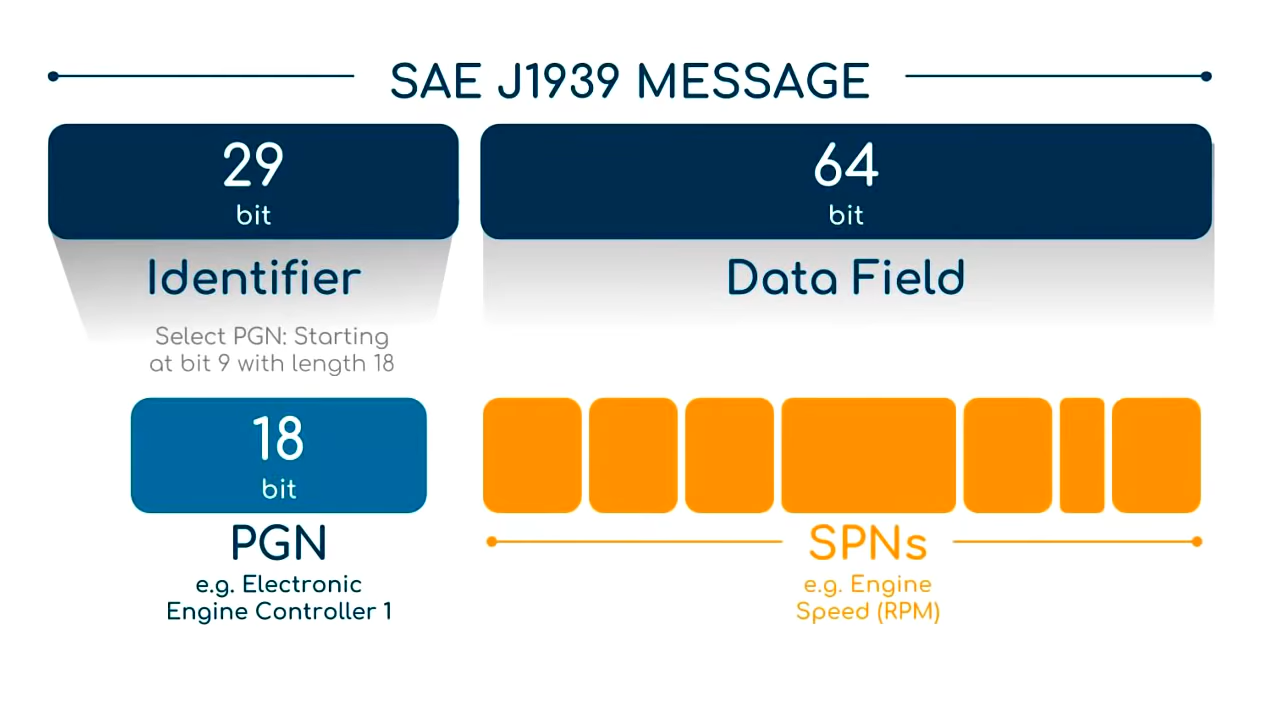 SAE J1939 MESSAGE
29
bit
64
bit
Identifier
Data Field
Select PGN: Starting
at bit 9 with length 18
18
bit
PGN
e.g. Electronic
Engine Controller 1
SPNs
e.g. Engine
Speed (RPM)